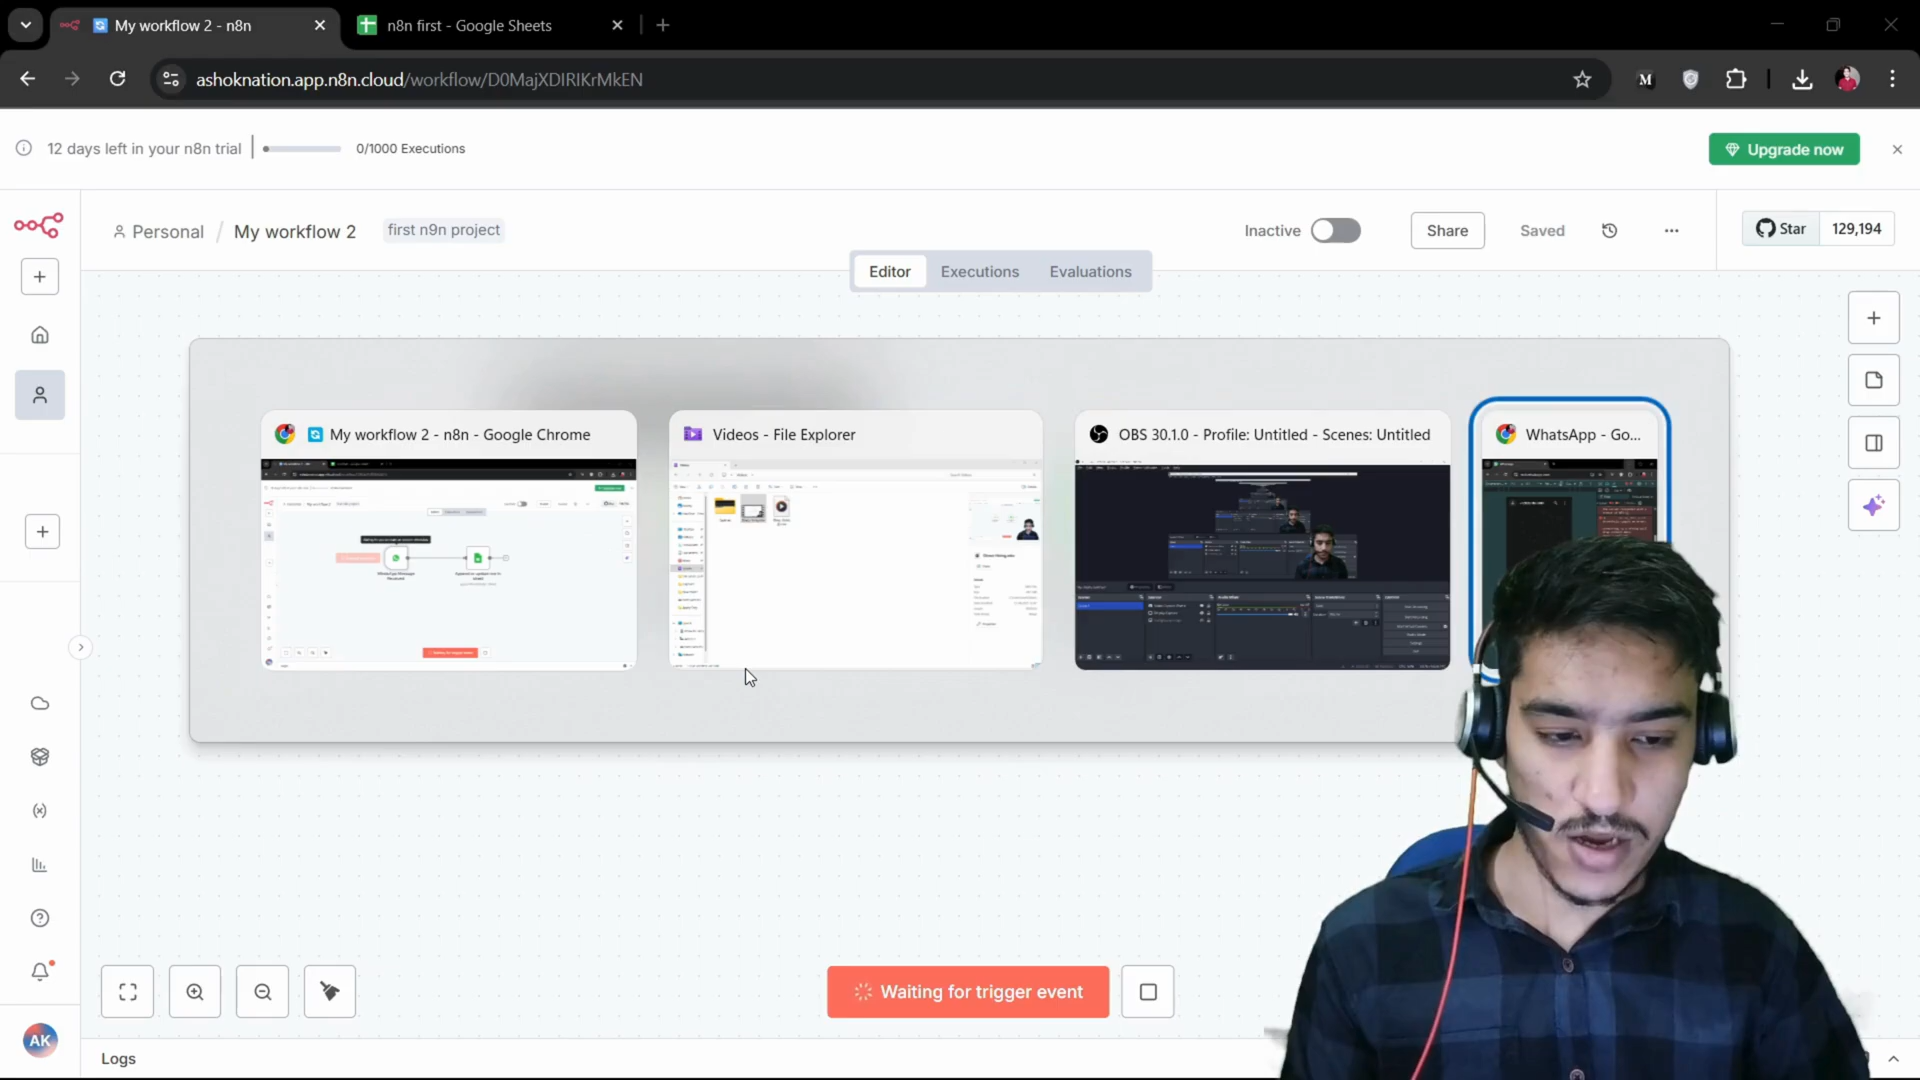 My workflow 2 - n8n
n8n first - Google Sheets
ashoknation.app.n8n.cloud/workflow/D0MajXDIRIKrMkEN
M
12 days left in your n8n trial
0/1000 Executions
Upgrade now
Personal / My workflow 2
first n9n project
Inactive
Share
Saved
Star
129,194
Editor
Executions
Evaluations
My workflow 2 - n8n - Google Chrome
Videos - File Explorer
OBS 30.1.0 - Profile: Untitled - Scenes: Untitled
WhatsApp - Go...
Waiting for trigger event
AK
Logs